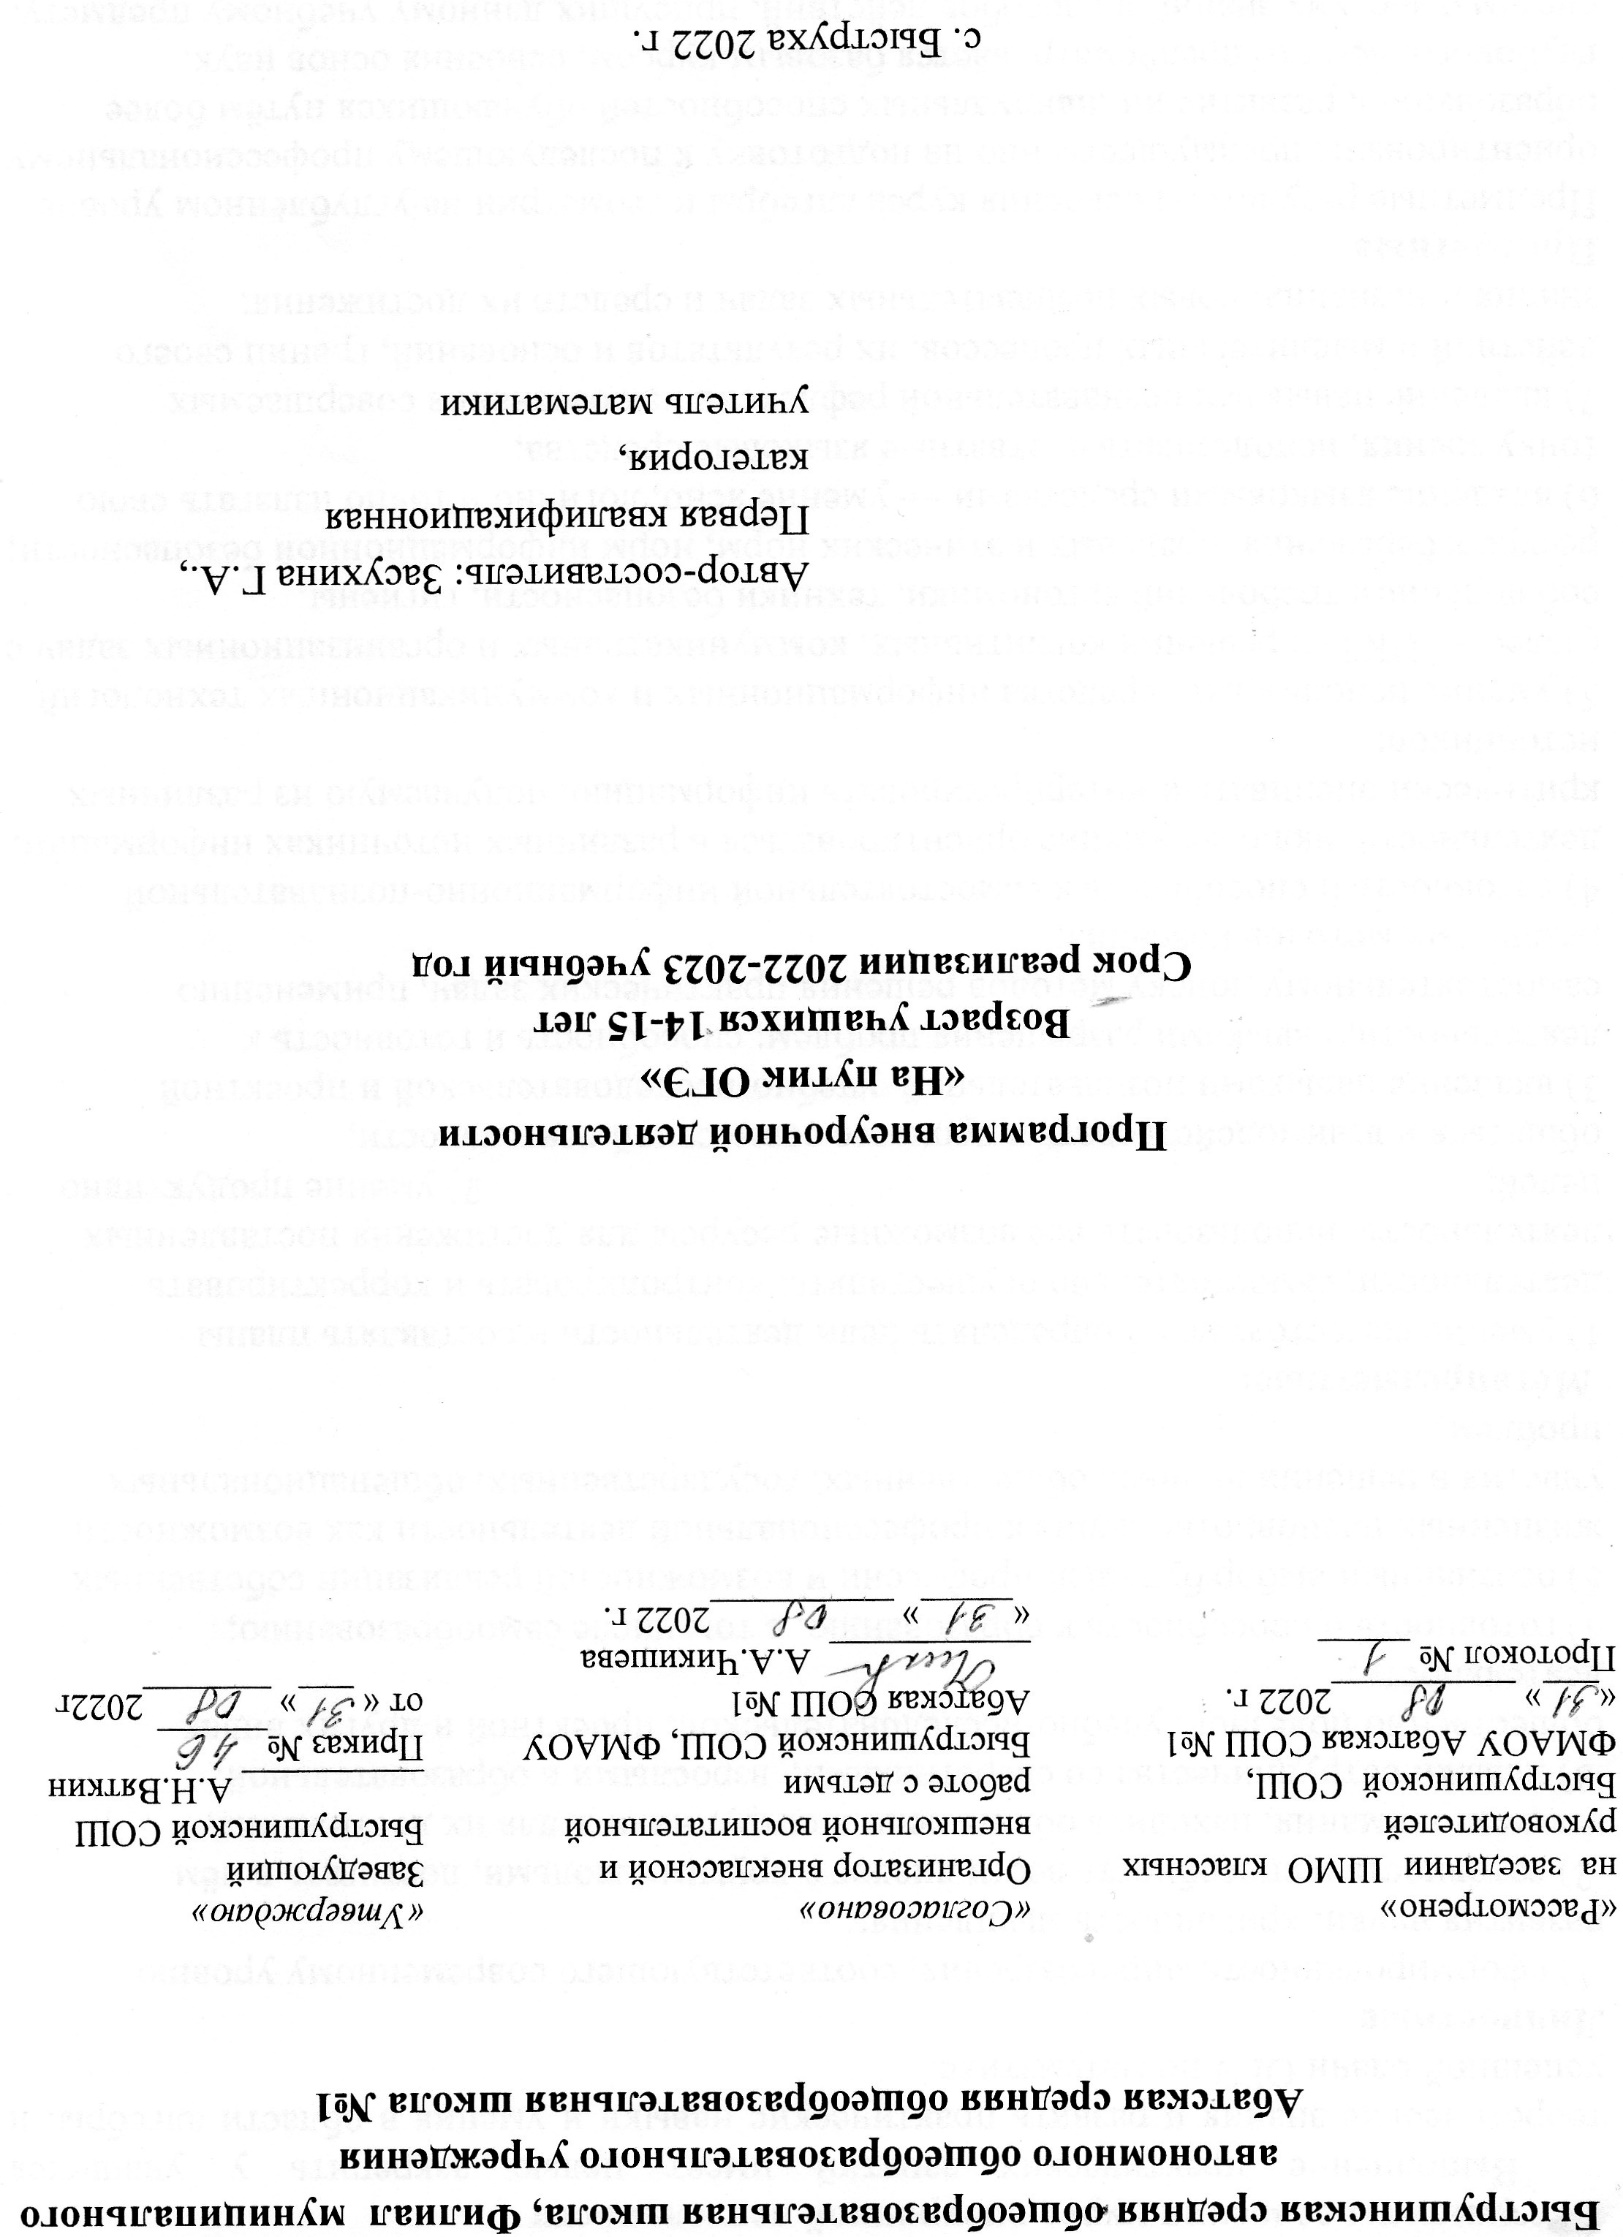 Быструшинская средняя общеобразовательная школа, Филиал муниципального
автономного общеобразовательного учреждения
Абатская средняя общеобразовательная школа №1
«Рассмотрено»
на заседании ШМО классных
руководителей
Быструшинской СОШ,
ФМАОУ Абатская СОШ №1
«31» 08 2022 г.
Протокол № 1
«Согласовано»
Организатор внеклассной и
внешкольной воспитательной
работе с детьми
Быструшинской СОШ, ФМАОУ
Абатская СОШ №1
А.А.Чикишева
«31» 08 2022 г.
«Утверждаю»
Заведующий
Быструшинской СОШ
А.Н.Вяткин
Приказ № 46
от «31» 08 2022г
Программа внеурочной деятельности
«На путик ОГЭ»
Возраст учащихся 14-15 лет
Срок реализации 2022-2023 учебный год
Автор-составитель: Засухина Г.А.,
Первая квалификационная
категория,
учитель математики
с. Быструха 2022 г.